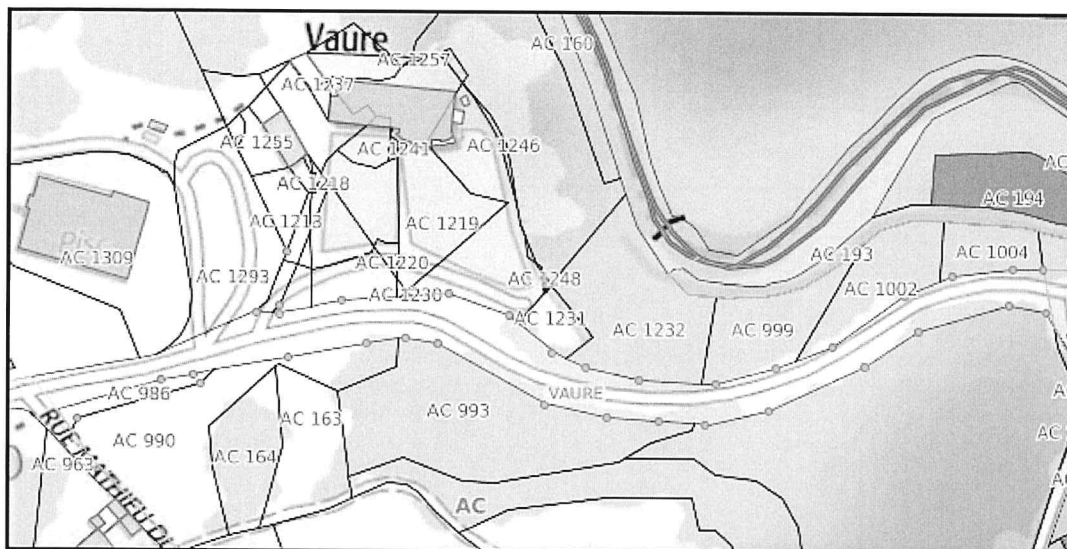 Vaure
AC 1257
AC 160
AC 1237
AC 1255
AC 1241
AC 1246
AC 1218
AC 194
AC 1213
AC 1219
Pisc
AC 1309
AC 1293
AC 1220
AC 1248
AC 193
AC 1004
AC 1230
AC 1002
AC 1231
AC 1232
AC 999
AC 986
VAURE
AC 163
AC 993
AC 990
AC 963
AC 164
RUE MATHIEU
AC